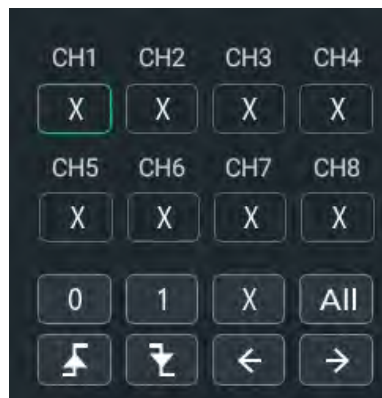 CH1 CH2 CH3 CH4
X X X X
CH5 CH6 CH7 CH8
X X X X
0 1 X All
← →